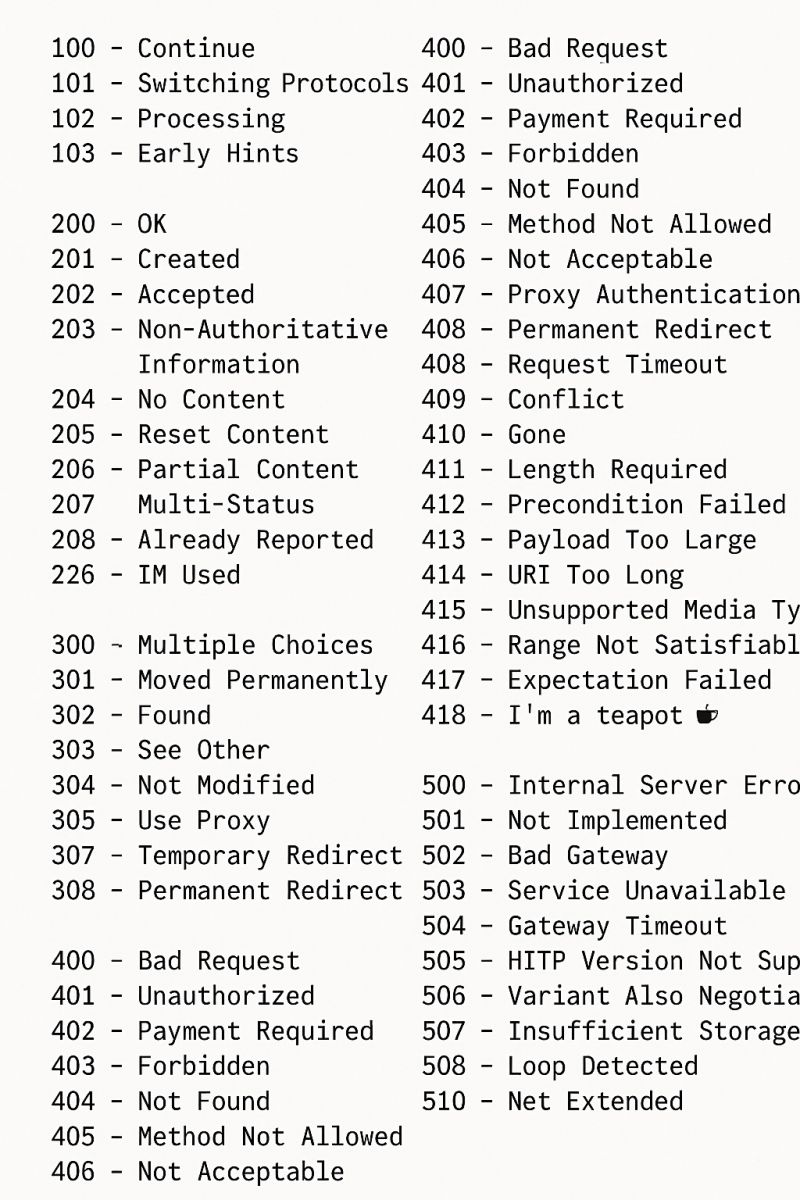 100 – Continue
101 – Switching Protocols
102 – Processing
103 – Early Hints
200 – OK
201 – Created
202 – Accepted
203 – Non-Authoritative
Information
204 – No Content
205 – Reset Content
206 – Partial Content
207 Multi-Status
208 – Already Reported
226 – IM Used
300 – Multiple Choices
301 – Moved Permanently
302 – Found
303 – See Other
304 – Not Modified
305 – Use Proxy
307 – Temporary Redirect
308 – Permanent Redirect
400 – Bad Request
401 – Unauthorized
402 – Payment Required
403 – Forbidden
404 – Not Found
405 – Method Not Allowed
406 – Not Acceptable
400 – Bad Request
401 – Unauthorized
402 – Payment Required
403 – Forbidden
404 – Not Found
405 – Method Not Allowed
406 – Not Acceptable
407 – Proxy Authentication
408 – Permanent Redirect
408 – Request Timeout
409 – Conflict
410 – Gone
411 – Length Required
412 – Precondition Failed
413 – Payload Too Large
414 – URI Too Long
415 – Unsupported Media Ty
416 – Range Not Satisfiabl
417 – Expectation Failed
418 – I'm a teapot ☕
500 – Internal Server Erro
501 – Not Implemented
502 – Bad Gateway
503 – Service Unavailable
504 – Gateway Timeout
505 – HITP Version Not Sup
506 – Variant Also Negotia
507 – Insufficient Storage
508 – Loop Detected
510 – Net Extended